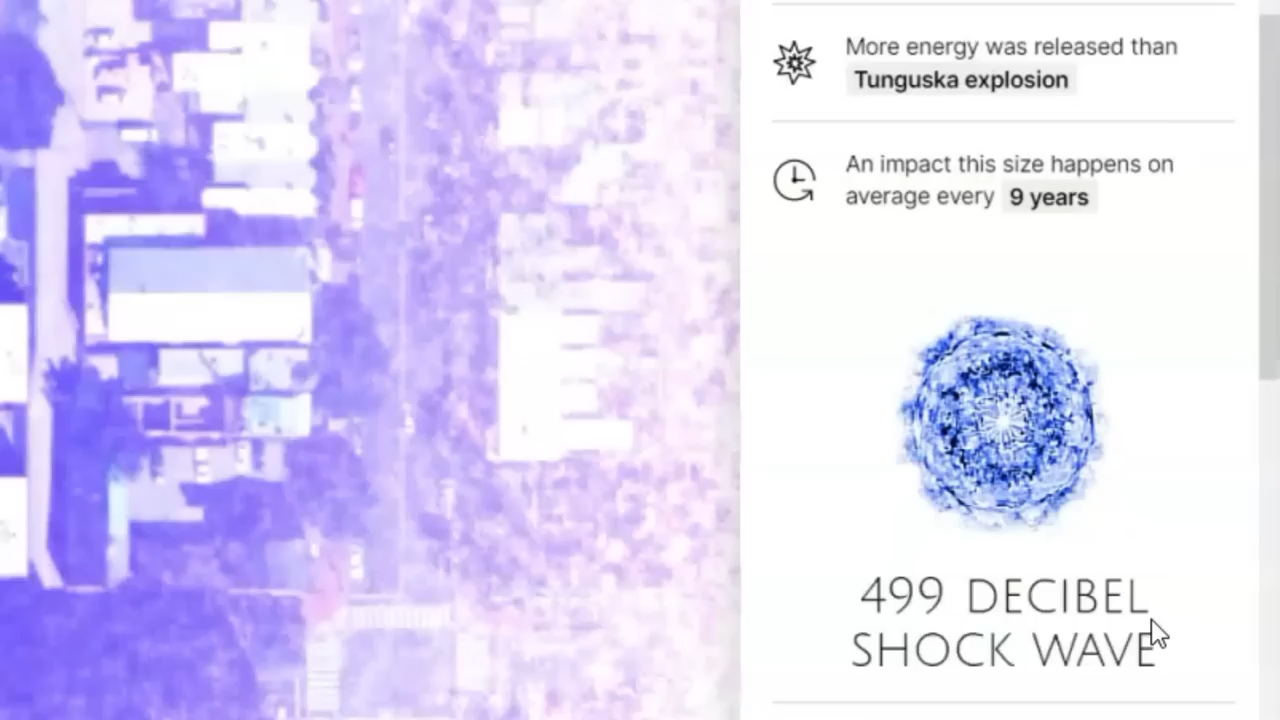 More energy was released than
Tunguska explosion
An impact this size happens on
average every 9 years
499 DECIBEL
SHOCK WAVE